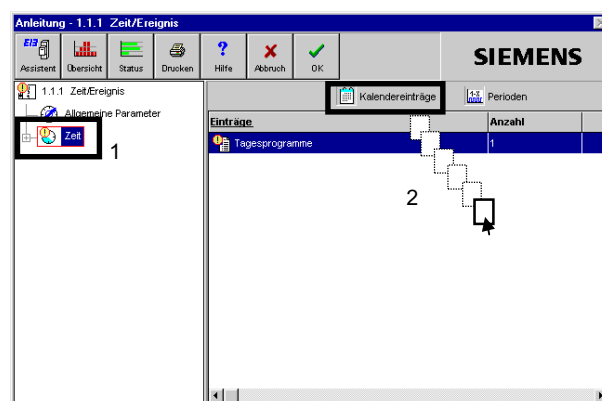 Anleitung - 1.1.1 Zeit/Ereignis
EIB
Assistent Übersicht Status Drucken Hilfe Abbruch OK
SIEMENS
1.1.1 Zeit/Ereignis
Allgemeine Parameter
Zeit
1
Kalendereinträge Perioden
Einträge Anzahl
Tagesprogramme 1
2